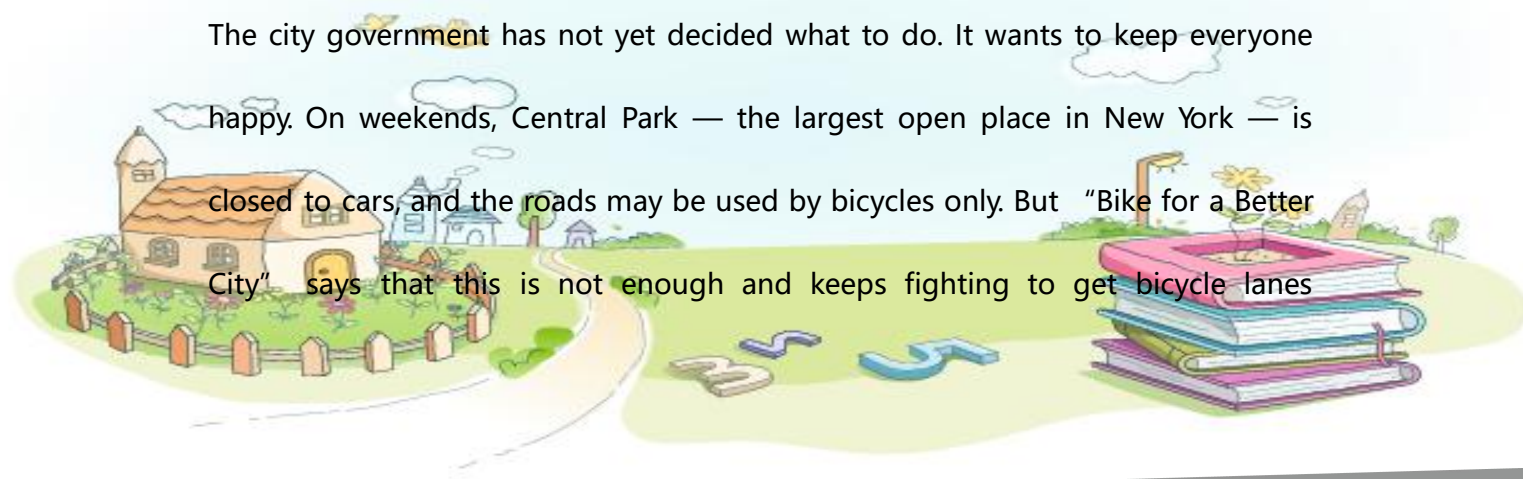 The city government has not yet decided what to do. It wants to keep everyone
happy. On weekends, Central Park — the largest open place in New York — is
closed to cars, and the roads may be used by bicycles only. But “Bike for a Better
City” says that this is not enough and keeps fighting to get bicycle lanes